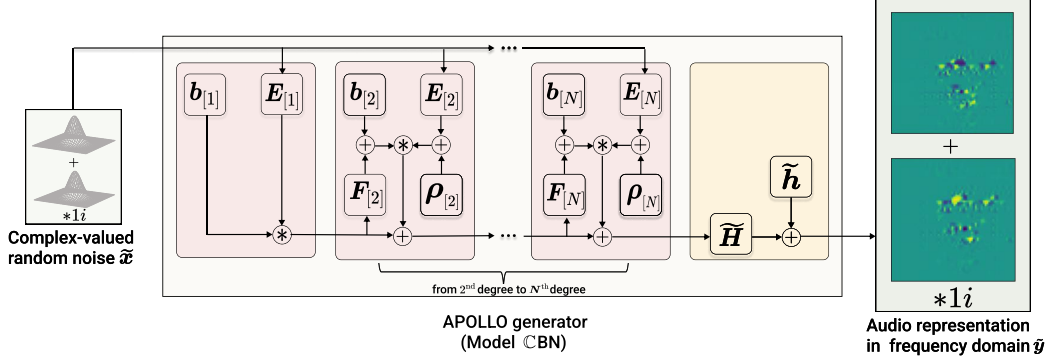 b[1]
E[1]
b[2]
E[2]
...
b[N]
E[N]
+
*
+
+
*
+
h̃
+
+
*1i
F[2]
ρ[2]
F[N]
ρ[N]
Complex-valued
random noise x̃
*
+
...
+
H̃
+
*1i
from 2nd degree to Nth degree
APOLLO generator
(Model ℂBN)
Audio representation
in frequency domain ỹ